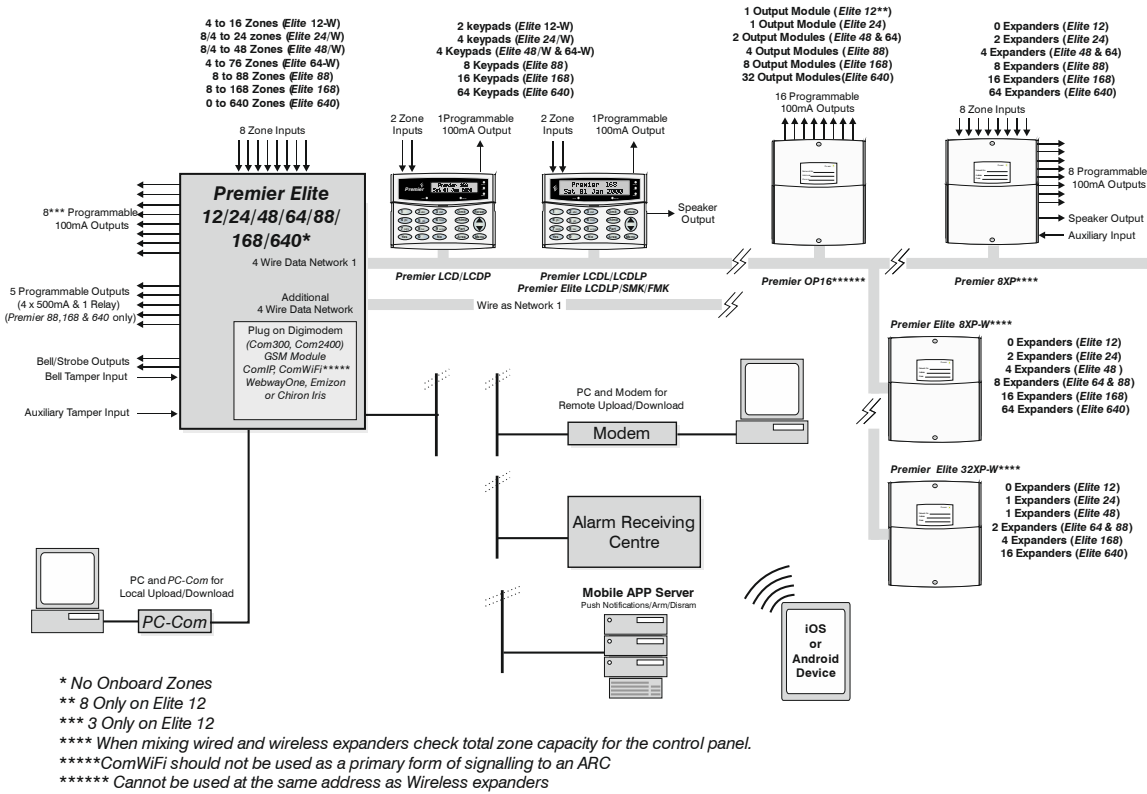 4 to 16 Zones (Elite 12-W)
8/4 to 24 zones (Elite 24/W)
8/4 to 48 Zones (Elite 48/W)
4 to 76 Zones (Elite 64-W)
8 to 88 Zones (Elite 88)
8 to 168 Zones (Elite 168)
0 to 640 Zones (Elite 640)
8 Zone Inputs
2 keypads (Elite 12-W)
4 keypads (Elite 24/W)
4 Keypads (Elite 48/W & 64-W)
8 Keypads (Elite 88)
16 Keypads (Elite 168)
64 Keypads (Elite 640)
1 Output Module (Elite 12**)
1 Output Module (Elite 24)
2 Output Modules (Elite 48 & 64)
4 Output Modules (Elite 88)
8 Output Modules (Elite 168)
32 Output Modules(Elite 640)
16 Programmable
100mA Outputs
0 Expanders (Elite 12)
2 Expanders (Elite 24)
4 Expanders (Elite 48 & 64)
8 Expanders (Elite 88)
16 Expanders (Elite 168)
64 Expanders (Elite 640)
8 Zone Inputs
2 Zone
Inputs
1Programmable
100mA Output
2 Zone
Inputs
1Programmable
100mA Output
Premier
Premier 168
Sat 01 Jan 2000
Premier 168
Sat 01 Jan 2000
Speaker
Output
8 Programmable
100mA Outputs
Speaker Output
Auxiliary Input
Premier Elite
12/24/48/64/88/
168/640*
8*** Programmable
100mA Outputs
4 Wire Data Network 1
Premier LCD/LCDP
Premier LCDL/LCDLP
Premier Elite LCDLP/SMK/FMK
Premier OP16******
Premier 8XP****
5 Programmable Outputs
(4 x 500mA & 1 Relay)
(Premier 88,168 & 640 only)
Additional
4 Wire Data Network
Wire as Network 1
Plug on Digimodem
(Com300, Com2400)
GSM Module
ComIP, ComWiFi*****
WebwayOne, Emizon
or Chiron Iris
Bell/Strobe Outputs
Bell Tamper Input
Auxiliary Tamper Input
Premier Elite 8XP-W****
0 Expanders (Elite 12)
2 Expanders (Elite 24)
4 Expanders (Elite 48 )
8 Expanders (Elite 64 & 88)
16 Expanders (Elite 168)
64 Expanders (Elite 640)
PC and Modem for
Remote Upload/Download
Modem
Premier Elite 32XP-W****
0 Expanders (Elite 12)
1 Expanders (Elite 24)
1 Expanders (Elite 48)
2 Expanders (Elite 64 & 88)
4 Expanders (Elite 168)
16 Expanders (Elite 640)
Alarm Receiving
Centre
PC and PC-Com for
Local Upload/Download
PC-Com
Mobile APP Server
Push Notifications/Arm/Disram
iOS
or
Android
Device
* No Onboard Zones
** 8 Only on Elite 12
*** 3 Only on Elite 12
**** When mixing wired and wireless expanders check total zone capacity for the control panel.
*****ComWiFi should not be used as a primary form of signalling to an ARC
****** Cannot be used at the same address as Wireless expanders